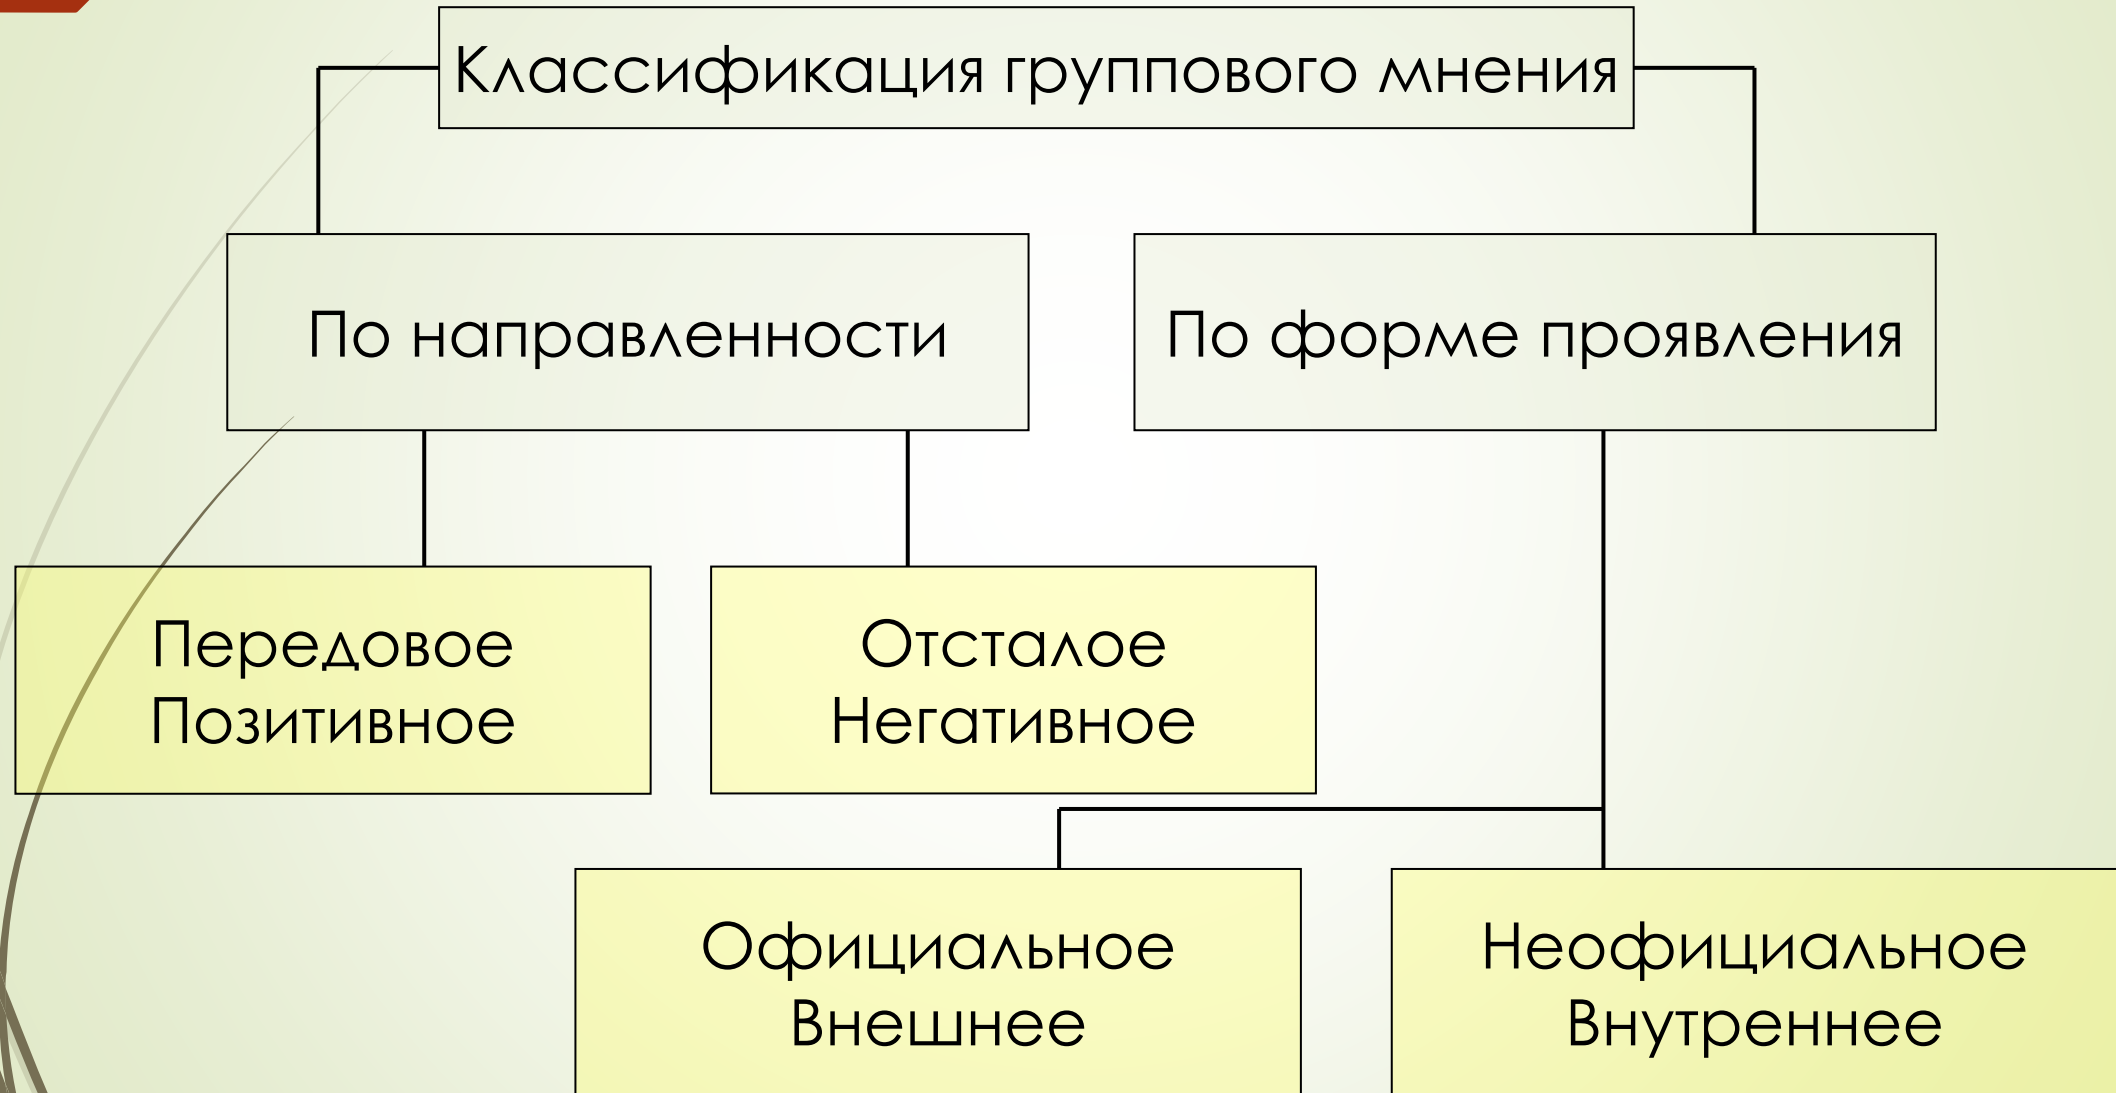 Классификация группового мнения
По направленности
По форме проявления
Передовое
Позитивное
Отсталое
Негативное
Официальное
Внешнее
Неофициальное
Внутреннее